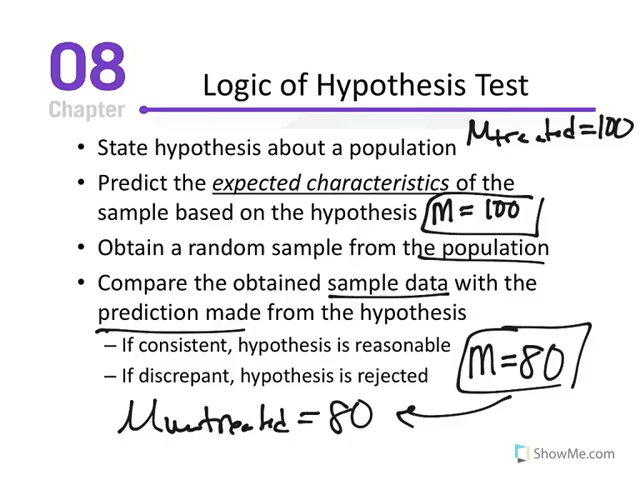 08
Chapter
Logic of Hypothesis Test
• State hypothesis about a population μtreated=100
• Predict the expected characteristics of the
sample based on the hypothesis M=100
• Obtain a random sample from the population
• Compare the obtained sample data with the
prediction made from the hypothesis
– If consistent, hypothesis is reasonable
– If discrepant, hypothesis is rejected
M=80
μuntreated=80
ShowMe.com